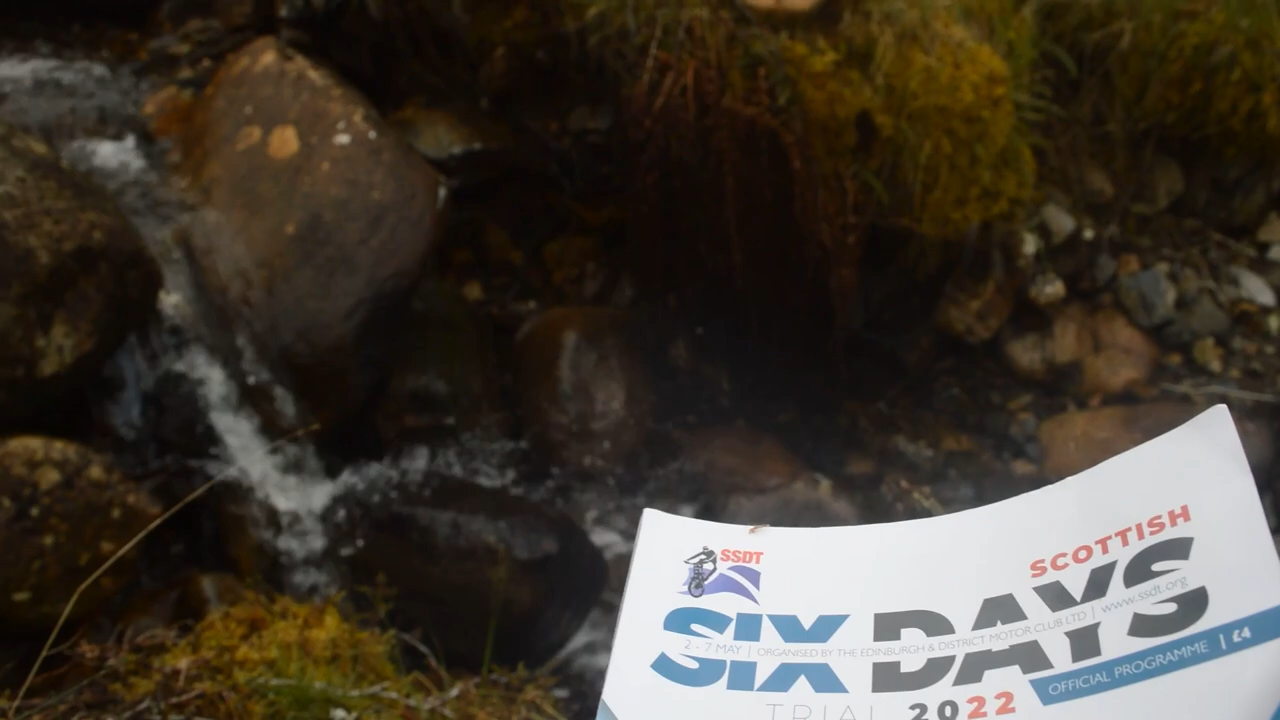 SSDT
SCOTTISH
SIX DAYS
2 - 7 MAY | ORGANISED BY THE EDINBURGH & DISTRICT MOTOR CLUB LTD | www.ssdt.org
TRIAL 2022
OFFICIAL PROGRAMME | £4